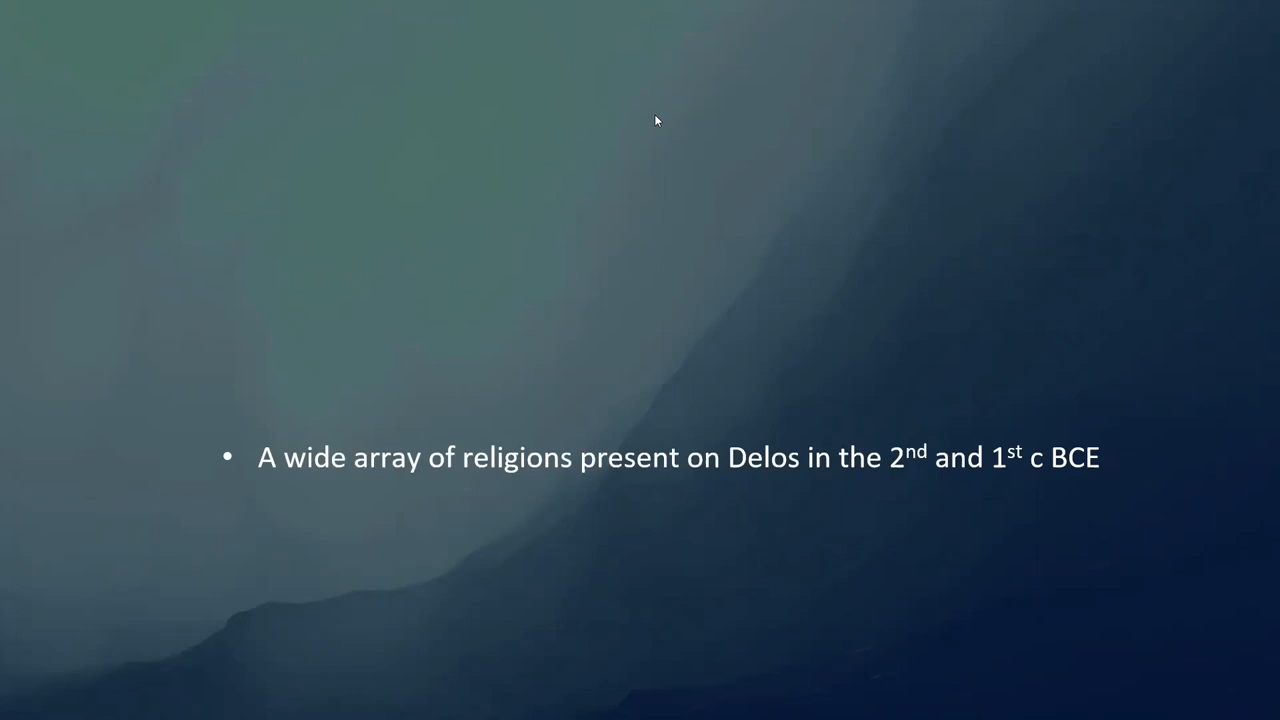 • A wide array of religions present on Delos in the 2nd and 1st c BCE